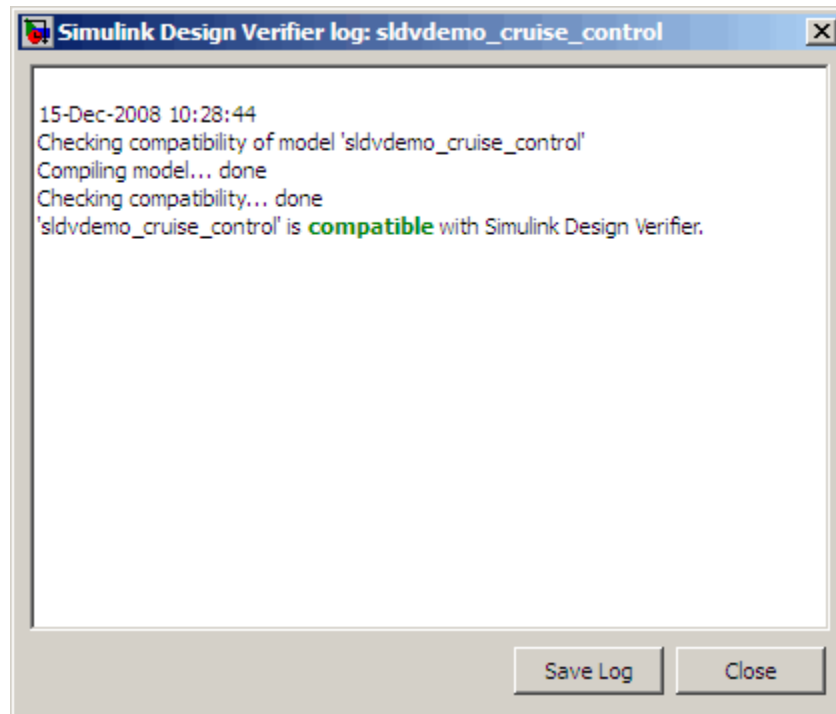 Simulink Design Verifier log: sldvdemo_cruise_control
15-Dec-2008 10:28:44
Checking compatibility of model 'sldvdemo_cruise_control'
Compiling model... done
Checking compatibility... done
'sldvdemo_cruise_control' is compatible with Simulink Design Verifier.
Save Log
Close